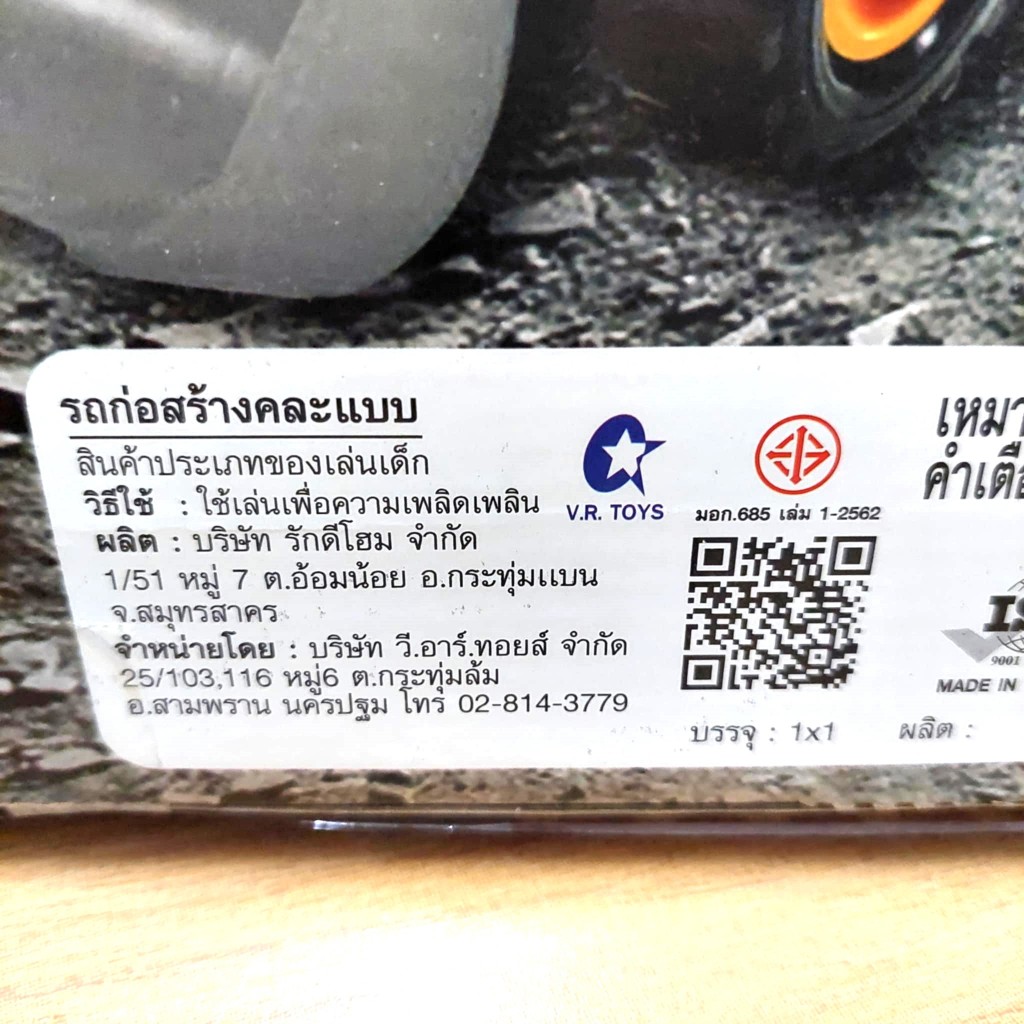 รถก่อสร้างคละแบบ
สินค้าประเภทของเล่นเด็ก
วิธีใช้ : ใช้เล่นเพื่อความเพลิดเพลิน
ผลิต : บริษัท รักดีโฮม จำกัด
1/51 หมู่ 7 ต.อ้อมน้อย อ.กระทุ่มแบน
จ.สมุทรสาคร
จำหน่ายโดย : บริษัท วี.อาร์.ทอยส์ จำกัด
25/103,116 หมู่6 ต.กระทุ่มล้ม
อ.สามพราน นครปฐม โทร 02-814-3779
V.R. TOYS
มอก.685 เล่ม 1-2562
บรรจุ : 1x1
9001
MADE IN
ผลิต :